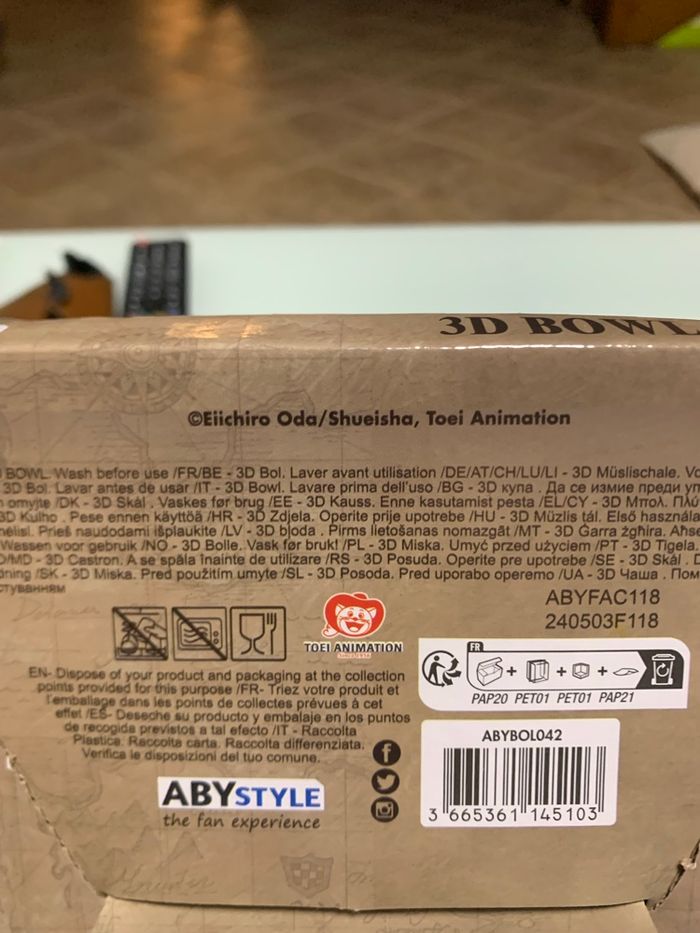 3D BOWL
©Eiichiro Oda/Shueisha, Toei Animation
BOWL. Wash before use /FR/BE - 3D Bol. Laver avant utilisation /DE/AT/CH/LU/LI - 3D Müslischale.
3D Bol. Lavar antes de usar /IT - 3D Bowl. Lavare prima dell'uso /BG - 3D купа . Да се измие преди
omyjte /DK - 3D Skål . Vaskes før brug /EE - 3D Kauss. Enne kasutamist pesta /EL/CY - 3D Μπολ.
3D Kulho . Pese ennen käyttöä /HR - 3D Zdjela. Operite prije upotrebe /HU - 3D Müzlis tál. Első
Prieš naudodami išplaukite /LV - 3D bļoda . Pirms lietošanas nomazgāt /MT - 3D Garra żgħira.
Wassen voor gebruik /NO - 3D Bolle. Vask før bruk! /PL - 3D Miska. Umyć przed użyciem /PT - 3D Tigela.
/MD - 3D Castron. A se spăla înainte de utilizare /RS - 3D Posuda. Operite pre upotrebe /SE - 3D Skål .
/SK - 3D Miska. Pred použitím umyte /SL - 3D Posoda. Pred uporabo operemo /UA - 3D Чаша .
ABYFAC118
240503F118
TOEI ANIMATION
EN- Dispose of your product and packaging at the collection
points provided for this purpose /FR- Triez votre produit et
l'emballage dans les points de collectes prévues à cet
effet /ES- Deseche su producto y embalaje en los puntos
de recogida previstos a tal efecto /IT - Raccolta
Plastica. Raccolta carta. Raccolta differenziata.
Verifica le disposizioni del tuo comune.
FR
PAP20 PET01 PET01 PAP21
ABYBOL042
3 665361 145103
ABYSTYLE
the fan experience